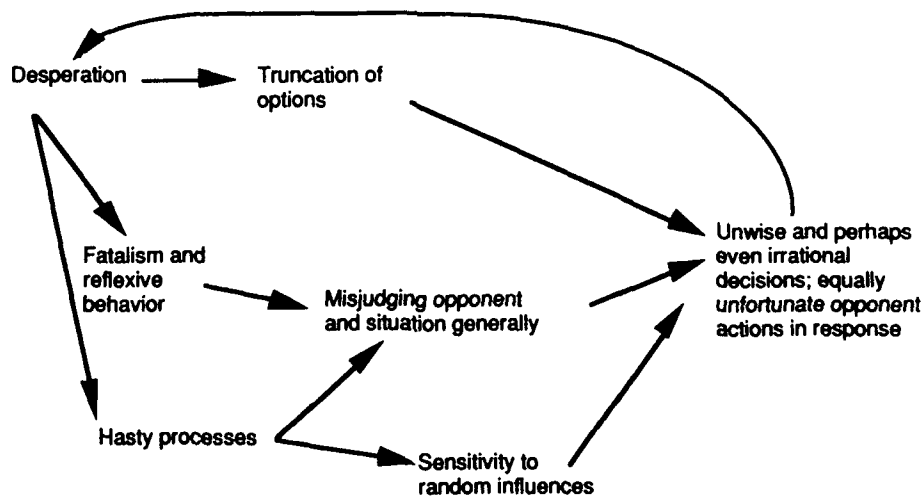 Desperation
Truncation of
options
Fatalism and
reflexive
behavior
Misjudging opponent
and situation generally
Unwise and perhaps
even irrational
decisions; equally
unfortunate opponent
actions in response
Hasty processes
Sensitivity to
random influences